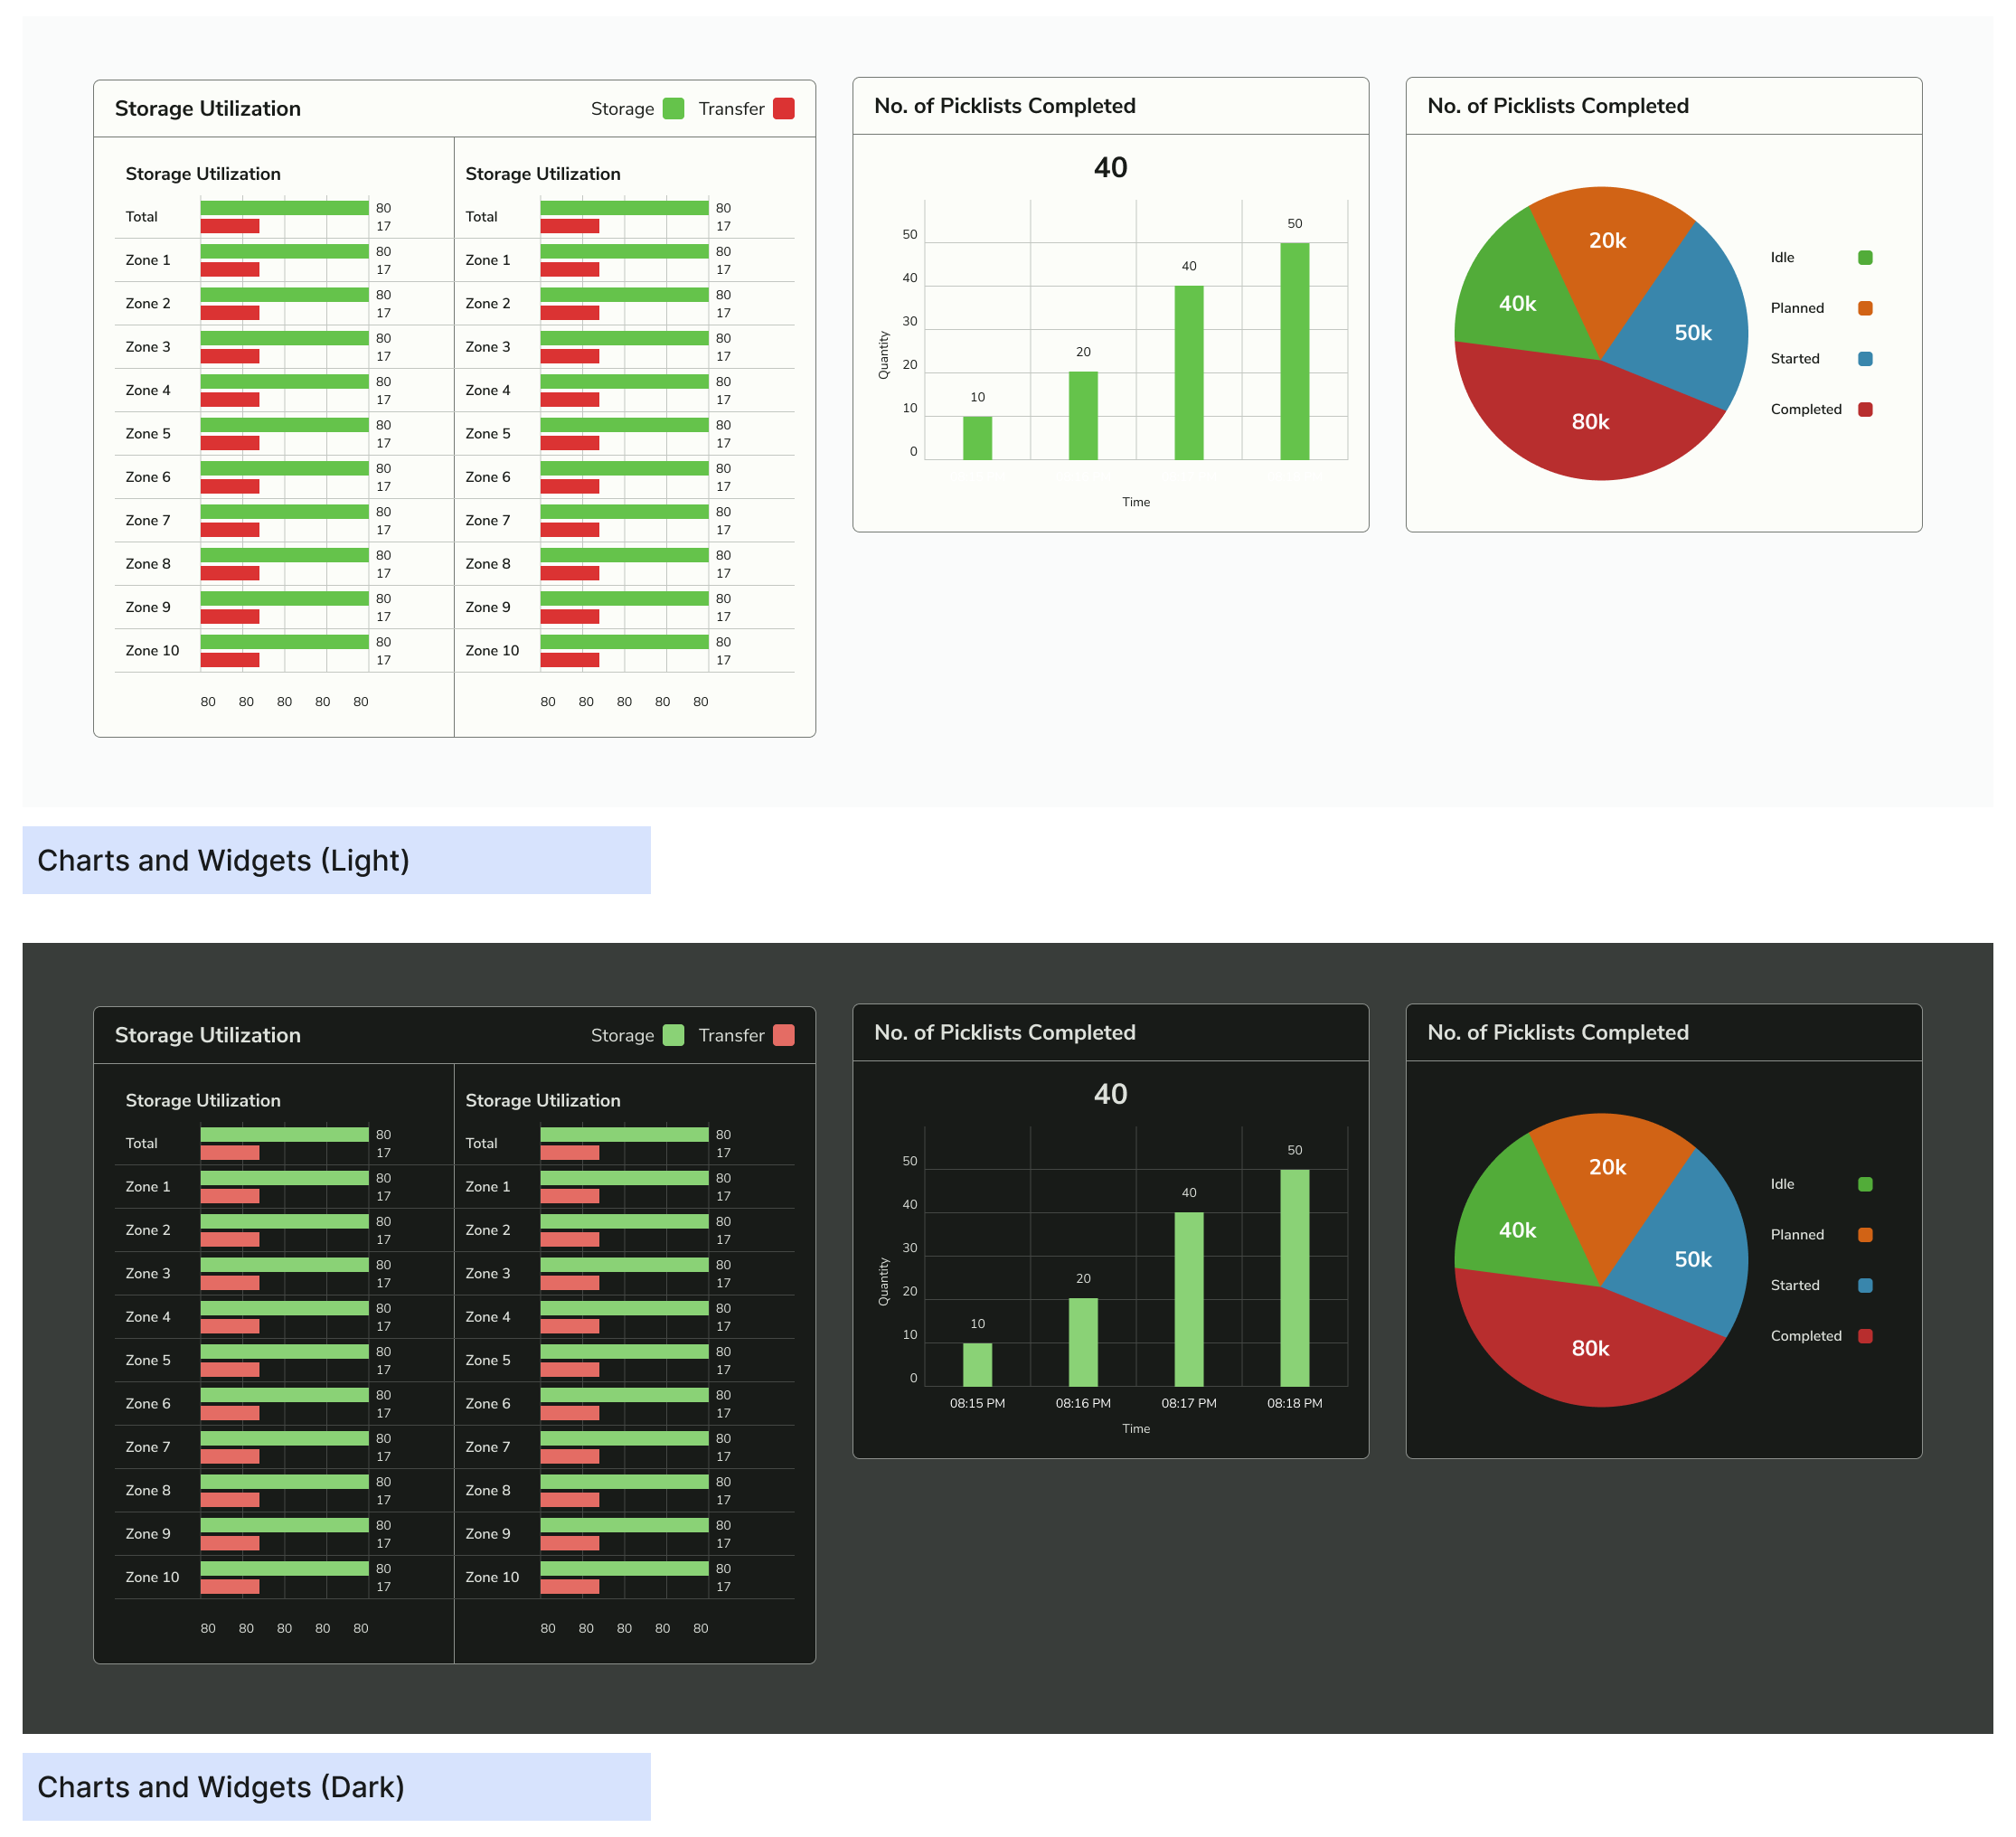 Storage Utilization Storage Transfer
Storage Utilization
Total 80
17
Zone 1 80
17
Zone 2 80
17
Zone 3 80
17
Zone 4 80
17
Zone 5 80
17
Zone 6 80
17
Zone 7 80
17
Zone 8 80
17
Zone 9 80
17
Zone 10 80
17
80 80 80 80 80
Storage Utilization
Total 80
17
Zone 1 80
17
Zone 2 80
17
Zone 3 80
17
Zone 4 80
17
Zone 5 80
17
Zone 6 80
17
Zone 7 80
17
Zone 8 80
17
Zone 9 80
17
Zone 10 80
17
80 80 80 80 80
No. of Picklists Completed
40
Quantity
50
40
30
20
10
0
10
20
40
50
Time
No. of Picklists Completed
20k
40k
50k
80k
Idle
Planned
Started
Completed
Charts and Widgets (Light)
Storage Utilization Storage Transfer
Storage Utilization
Total 80
17
Zone 1 80
17
Zone 2 80
17
Zone 3 80
17
Zone 4 80
17
Zone 5 80
17
Zone 6 80
17
Zone 7 80
17
Zone 8 80
17
Zone 9 80
17
Zone 10 80
17
80 80 80 80 80
Storage Utilization
Total 80
17
Zone 1 80
17
Zone 2 80
17
Zone 3 80
17
Zone 4 80
17
Zone 5 80
17
Zone 6 80
17
Zone 7 80
17
Zone 8 80
17
Zone 9 80
17
Zone 10 80
17
80 80 80 80 80
No. of Picklists Completed
40
Quantity
50
40
30
20
10
0
10
20
40
50
08:15 PM 08:16 PM 08:17 PM 08:18 PM
Time
No. of Picklists Completed
20k
40k
50k
80k
Idle
Planned
Started
Completed
Charts and Widgets (Dark)